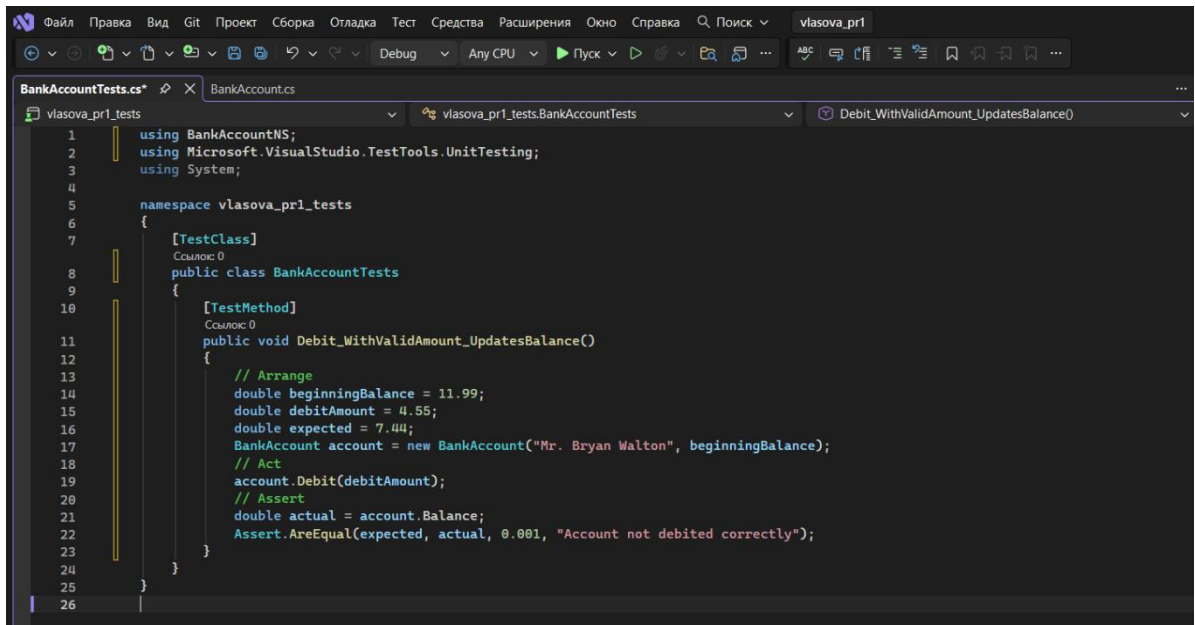 Файл Правка Вид Git Проект Сборка Отладка Тест Средства Расширения Окно Справка Поиск vlasova_pr1
Debug Any CPU Пуск ... ABC ...
BankAccountTests.cs* BankAccount.cs ...
vlasova_pr1_tests vlasova_pr1_tests.BankAccountTests Debit_WithValidAmount_UpdatesBalance()
1 using BankAccountNS;
2 using Microsoft.VisualStudio.TestTools.UnitTesting;
3 using System;
4
5 namespace vlasova_pr1_tests
6 {
7 [TestClass]
Ссылок: 0
8 public class BankAccountTests
9 {
10 [TestMethod]
Ссылок: 0
11 public void Debit_WithValidAmount_UpdatesBalance()
12 {
13 // Arrange
14 double beginningBalance = 11.99;
15 double debitAmount = 4.55;
16 double expected = 7.44;
17 BankAccount account = new BankAccount("Mr. Bryan Walton", beginningBalance);
18 // Act
19 account.Debit(debitAmount);
20 // Assert
21 double actual = account.Balance;
22 Assert.AreEqual(expected, actual, 0.001, "Account not debited correctly");
23 }
24 }
25 }
26